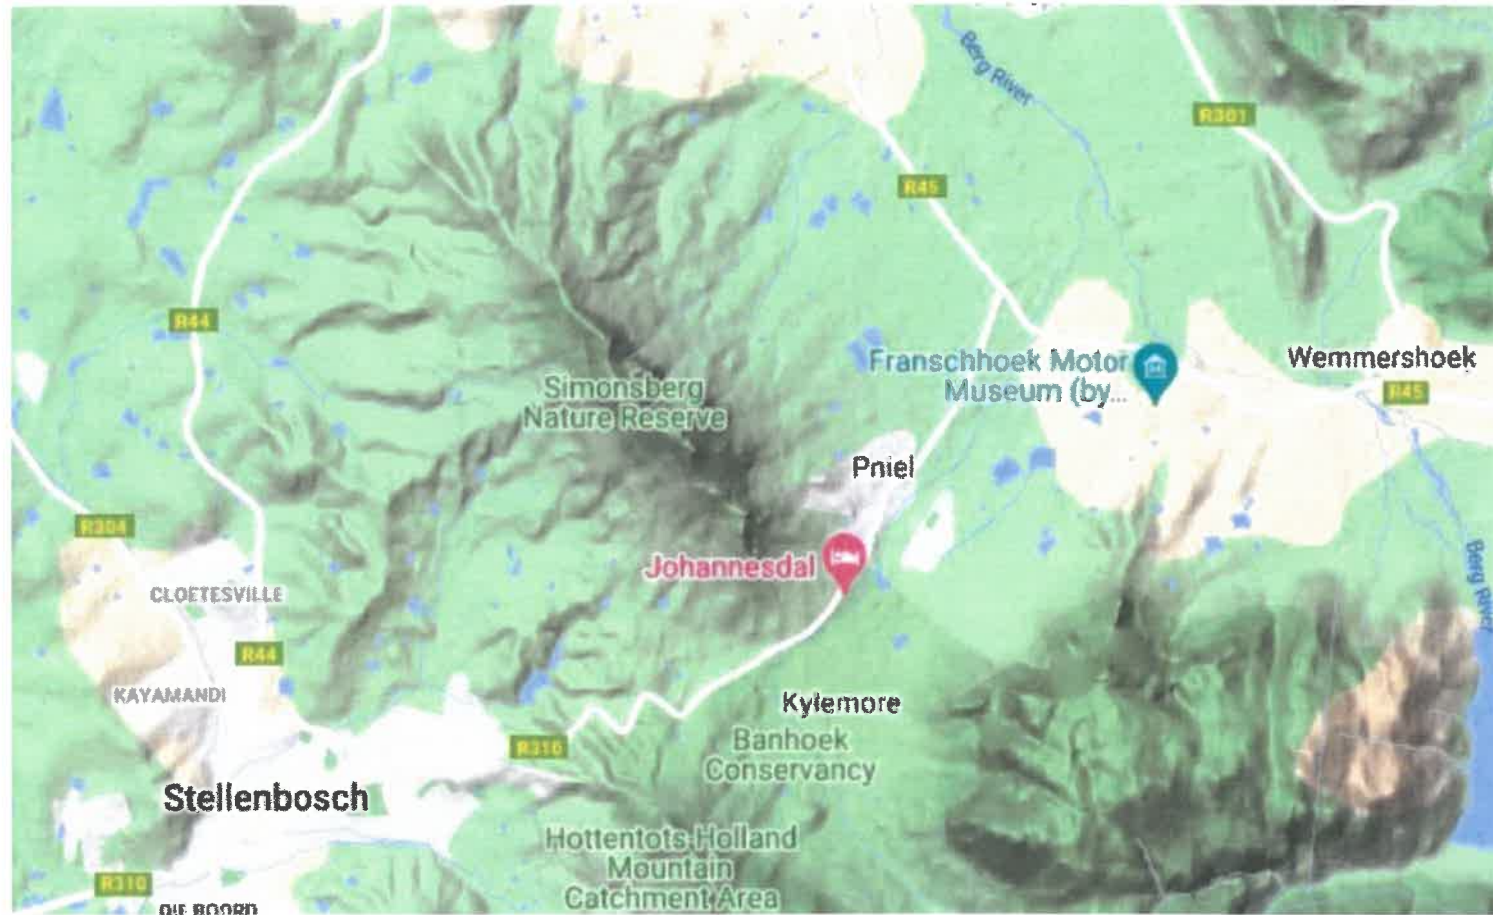 Berg River
R301
R45
R44
Franschhoek Motor
Museum (by...
Wemmershoek
R45
Simonsberg
Nature Reserve
Pniel
R304
Johannesdal
CLOETESVILLE
Berg River
R44
KAYAMANDI
Kylemore
R310
Banhoek
Conservancy
Stellenbosch
Hottentots Holland
Mountain
Catchment Area
R310
DIE BOORD